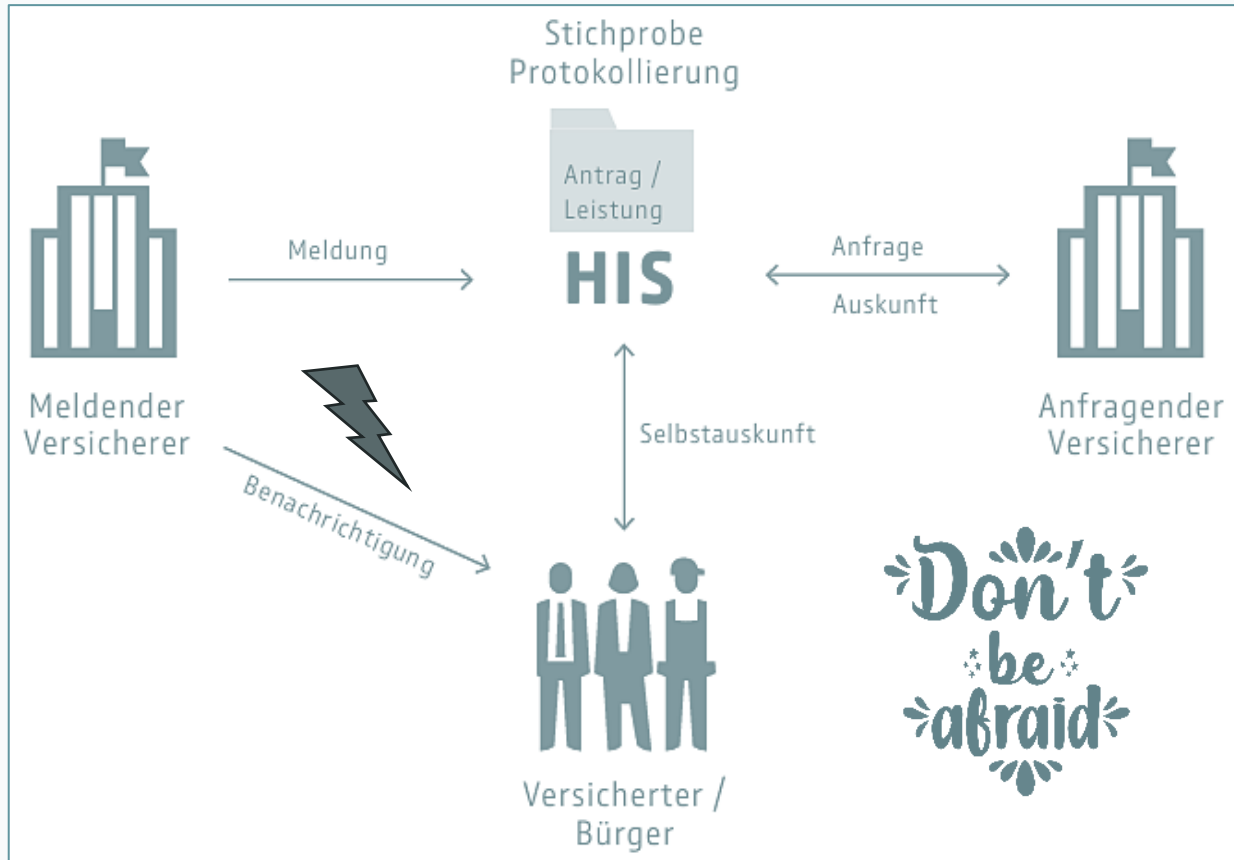 Stichprobe
Protokollierung
Antrag /
Leistung
HIS
Meldung
Anfrage
Auskunft
Meldender
Versicherer
Anfragender
Versicherer
Selbstauskunft
Benachrichtigung
Don't
be
afraid
Versicherter /
Bürger